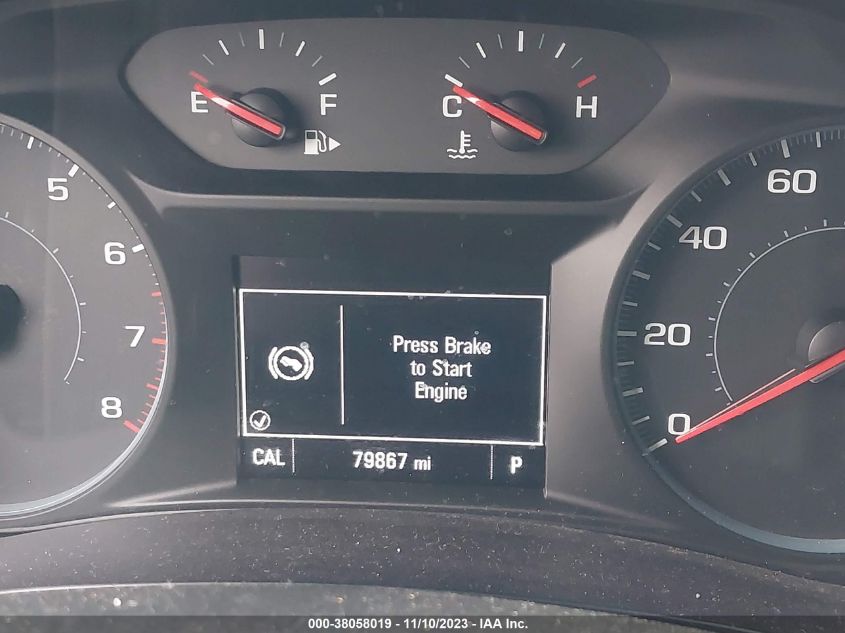 E F
C H
5
6
7
8
60
40
20
0
Press Brake
to Start
Engine
CAL 79867 mi P
000-38058019 - 11/10/2023 - IAA Inc.